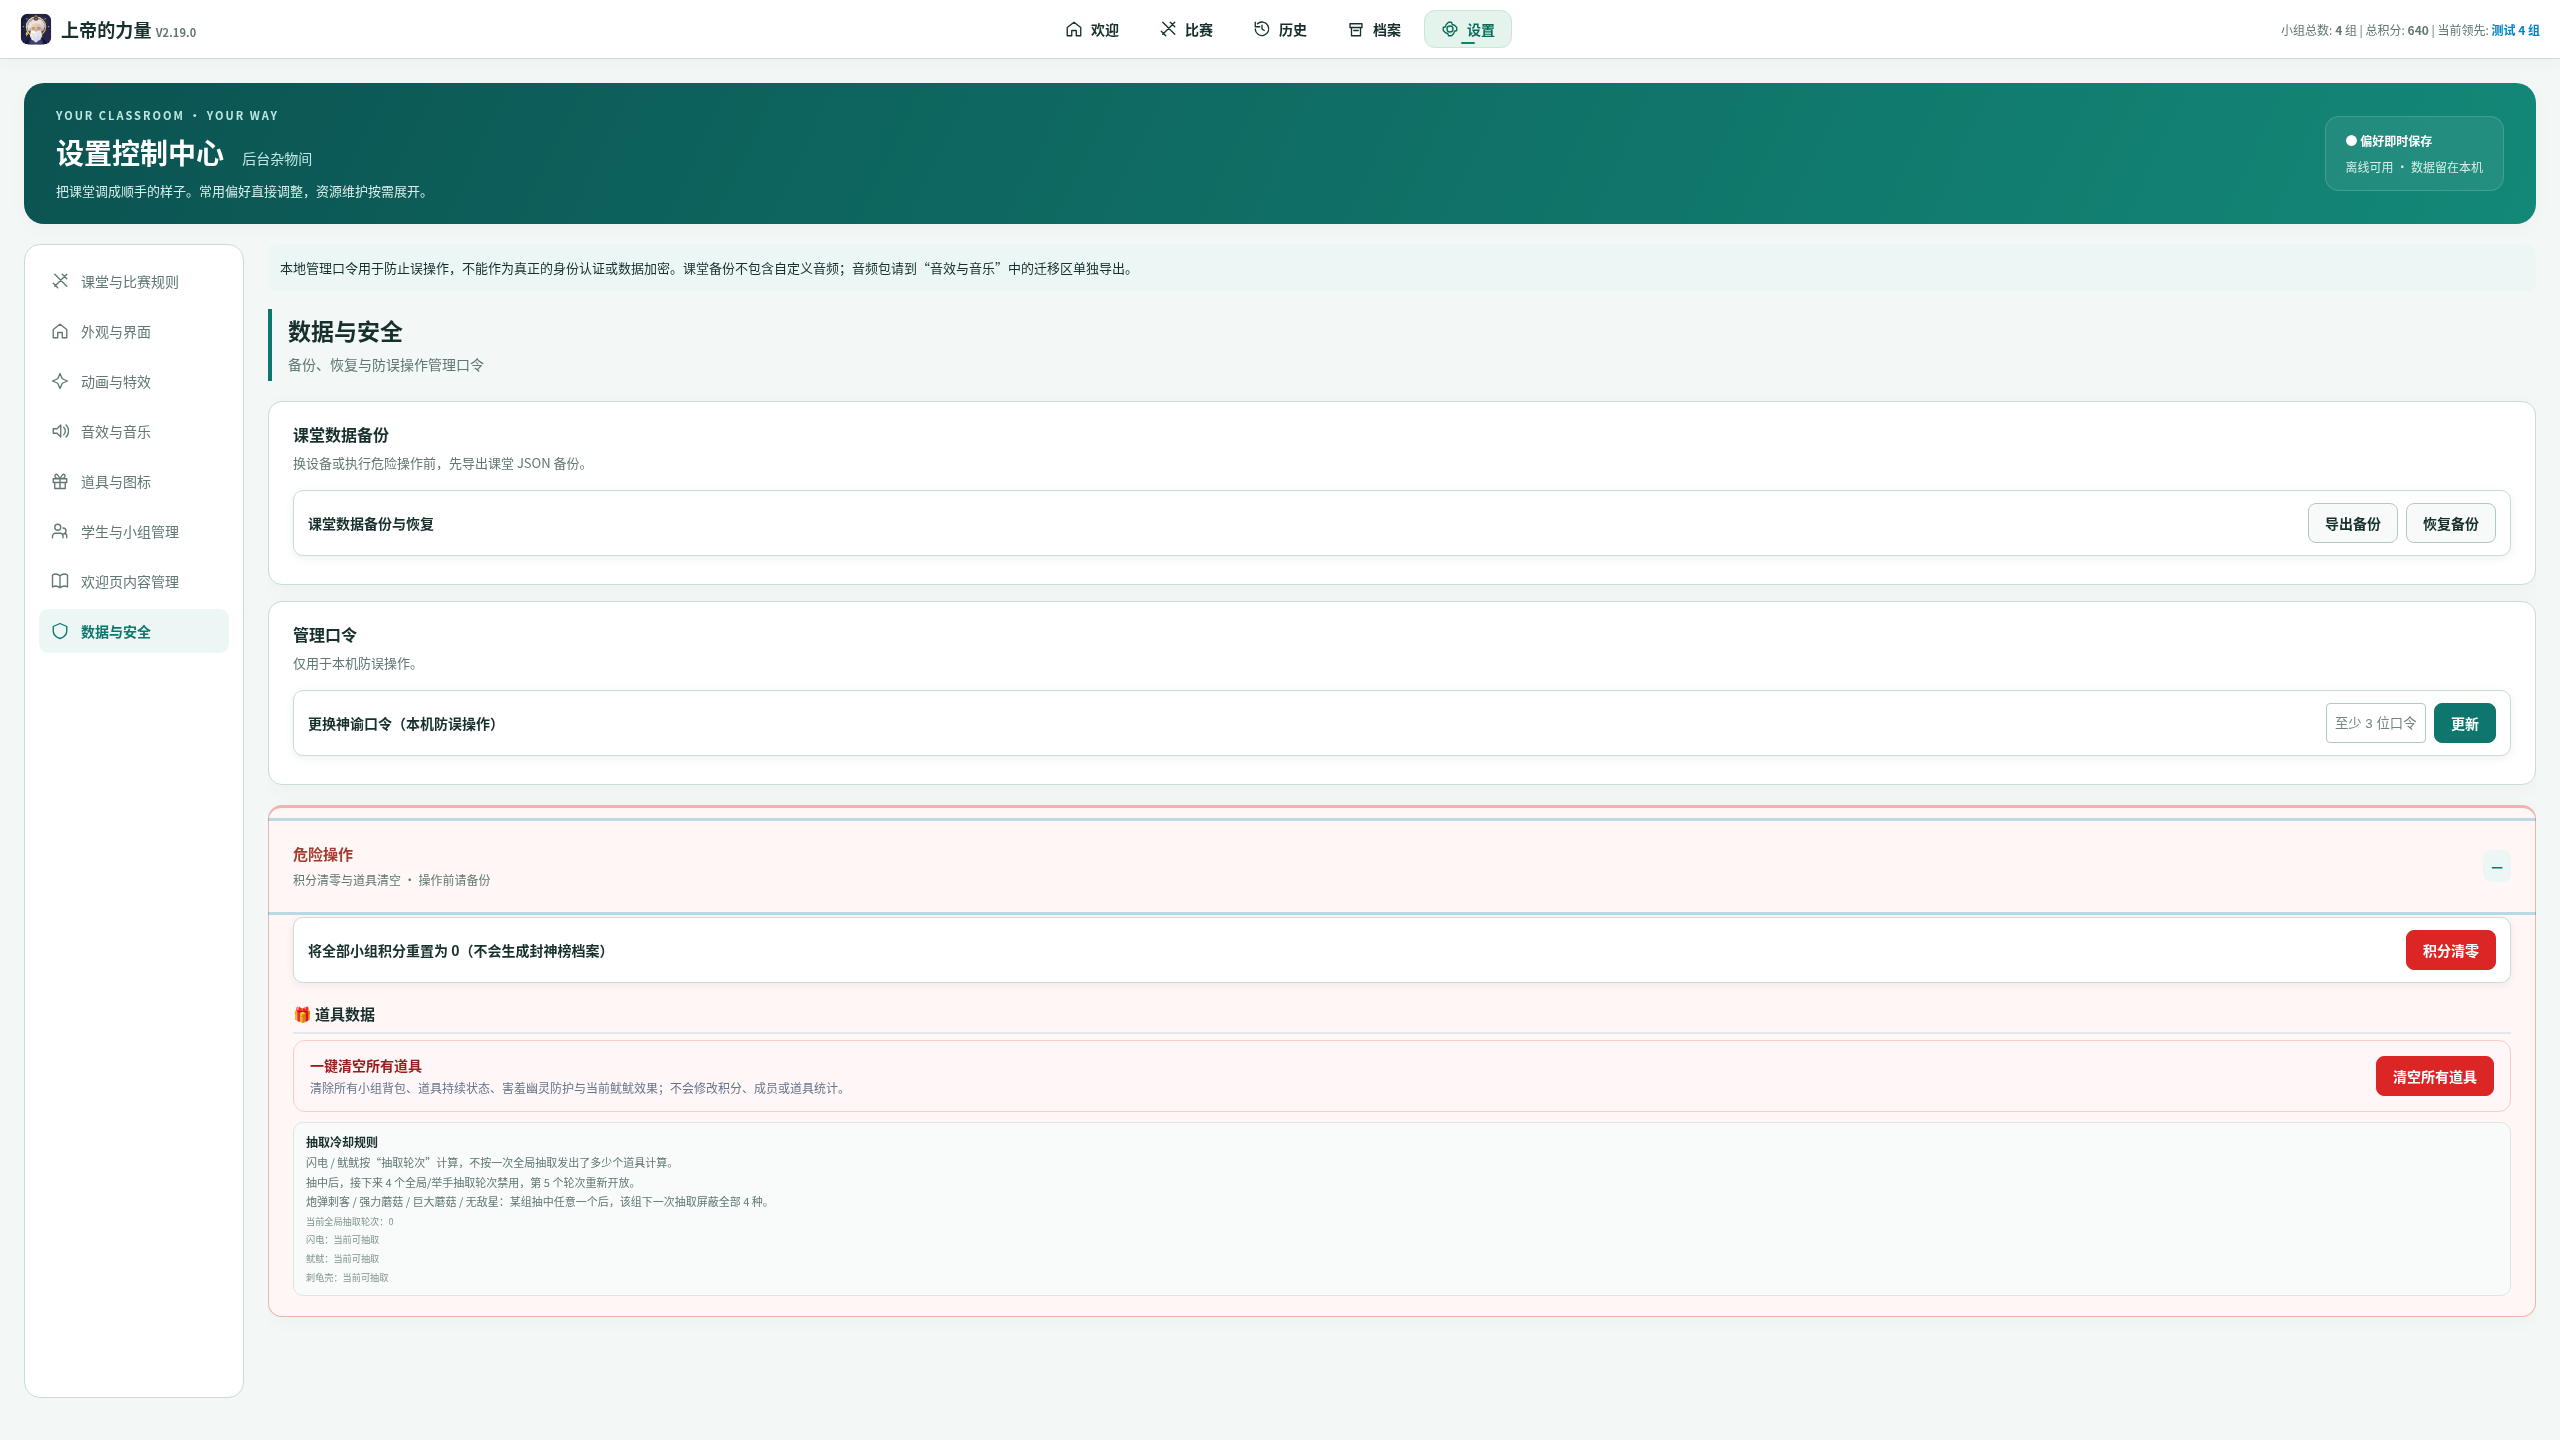 上帝的力量 V2.19.0
欢迎
比赛
历史
档案
设置
小组总数: 4 组 | 总积分: 640 | 当前领先: 测试 4 组
YOUR CLASSROOM · YOUR WAY
设置控制中心 后台杂物间
把课堂调成顺手的样子。常用偏好直接调整，资源维护按需展开。
偏好即时保存
离线可用 · 数据留在本机
课堂与比赛规则
外观与界面
动画与特效
音效与音乐
道具与图标
学生与小组管理
欢迎页内容管理
数据与安全
本地管理口令用于防止误操作，不能作为真正的身份认证或数据加密。课堂备份不包含自定义音频；音频包请到“音效与音乐”中的迁移区单独导出。
数据与安全
备份、恢复与防误操作管理口令
课堂数据备份
换设备或执行危险操作前，先导出课堂 JSON 备份。
课堂数据备份与恢复
导出备份
恢复备份
管理口令
仅用于本机防误操作。
更换神谕口令（本机防误操作）
至少 3 位口令
更新
危险操作
积分清零与道具清空 · 操作前请备份
将全部小组积分重置为 0（不会生成封神榜档案）
积分清零
🎁 道具数据
一键清空所有道具
清除所有小组背包、道具持续状态、害羞幽灵防护与当前鱿鱿效果；不会修改积分、成员或道具统计。
清空所有道具
抽取冷却规则
闪电 / 鱿鱿按“抽取轮次”计算，不按一次全局抽取发出了多少个道具计算。
抽中后，接下来 4 个全局/举手抽取轮次禁用，第 5 个轮次重新开放。
炮弹刺客 / 强力蘑菇 / 巨大蘑菇 / 无敌星：某组抽中任意一个后，该组下一次抽取屏蔽全部 4 种。
当前全局抽取轮次：0
闪电：当前可抽取
鱿鱿：当前可抽取
刺龟壳：当前可抽取